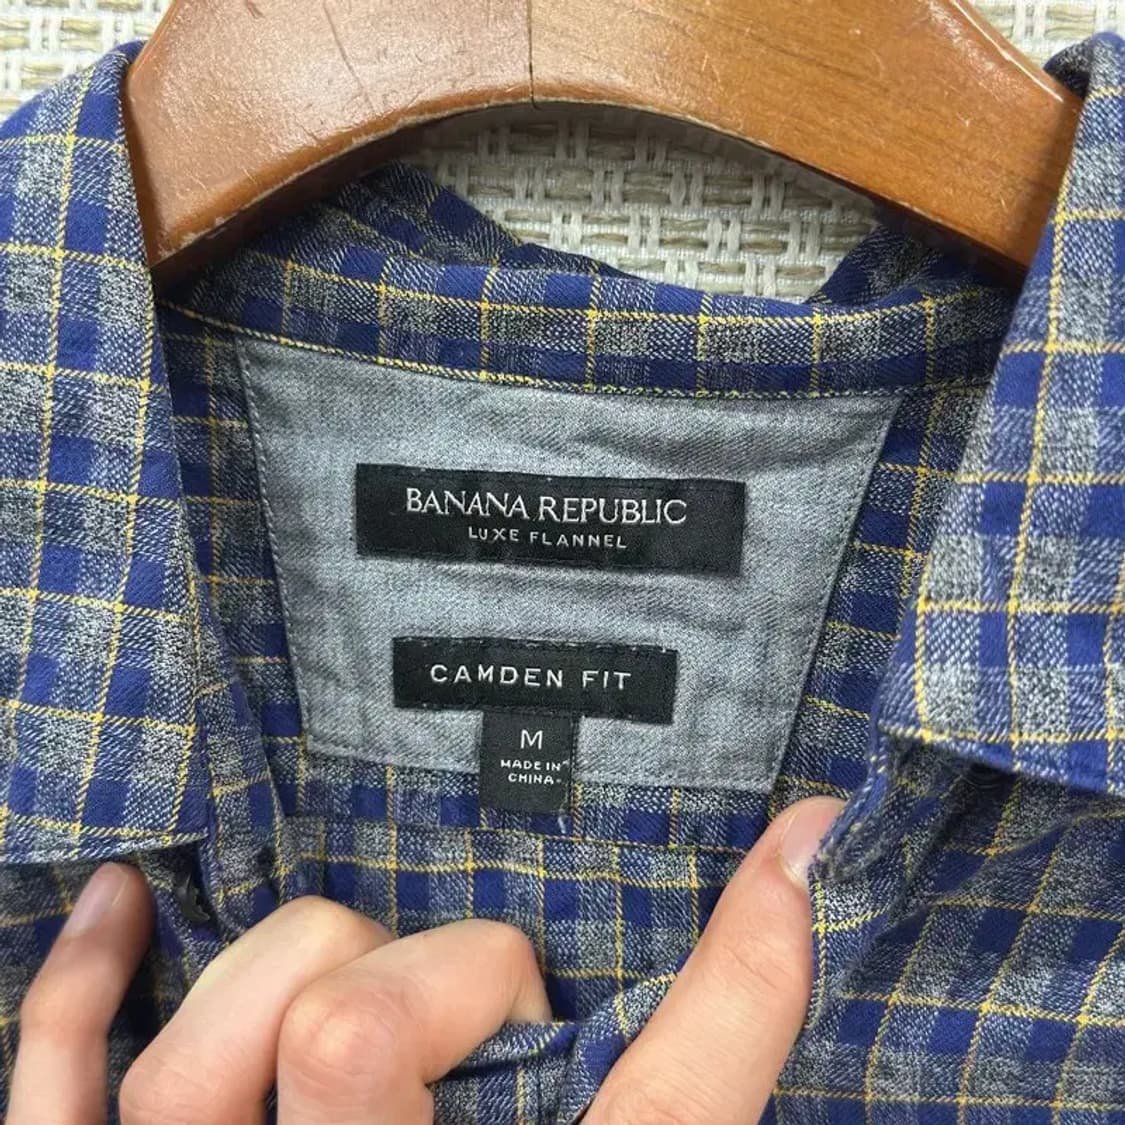 BANANA REPUBLIC
LUXE FLANNEL
CAMDEN FIT
M
MADE IN
CHINA